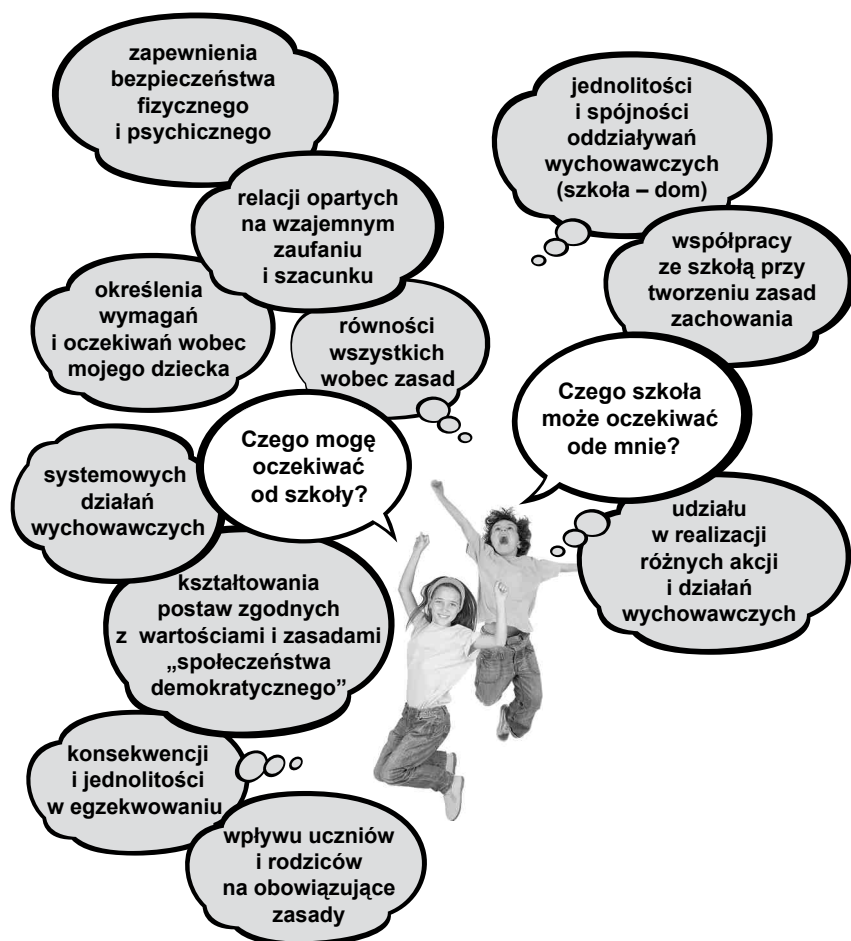 zapewnienia
bezpieczeństwa
fizycznego
i psychicznego
relacji opartych
na wzajemnym
zaufaniu
i szacunku
określenia
wymagań
i oczekiwań wobec
mojego dziecka
równości
wszystkich
wobec zasad
Czego mogę
oczekiwać
od szkoły?
systemowych
działań
wychowawczych
kształtowania
postaw zgodnych
z wartościami i zasadami
„społeczeństwa
demokratycznego”
konsekwencji
i jednolitości
w egzekwowaniu
wpływu uczniów
i rodziców
na obowiązujące
zasady
jednolitości
i spójności
oddziaływań
wychowawczych
(szkoła – dom)
współpracy
ze szkołą przy
tworzeniu zasad
zachowania
Czego szkoła
może oczekiwać
ode mnie?
udziału
w realizacji
różnych akcji
i działań
wychowawczych